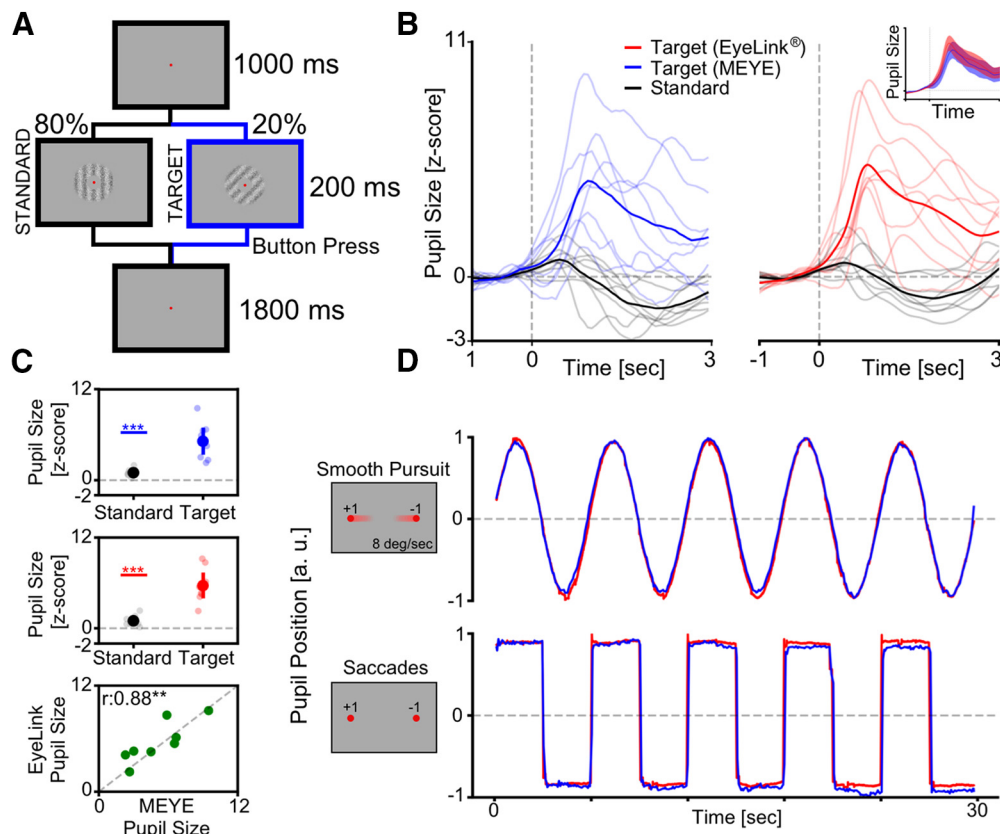 A
1000 ms
80%
20%
STANDARD
TARGET
200 ms
Button Press
1800 ms
B
11
Target (EyeLink®)
Target (MEYE)
Standard
Pupil Size
Time
Pupil Size [z-score]
0
-3
1
0
3
Time [sec]
-1
0
3
Time [sec]
C
12
Pupil Size
[z-score]
***
0
-2
Standard
Target
12
Pupil Size
[z-score]
***
0
-2
Standard
Target
12
r:0.88**
EyeLink
Pupil Size
0
0
MEYE
12
Pupil Size
D
Pupil Position [a. u.]
Smooth Pursuit
+1
-1
8 deg/sec
1
0
-1
Saccades
+1
-1
1
0
-1
0
Time [sec]
30